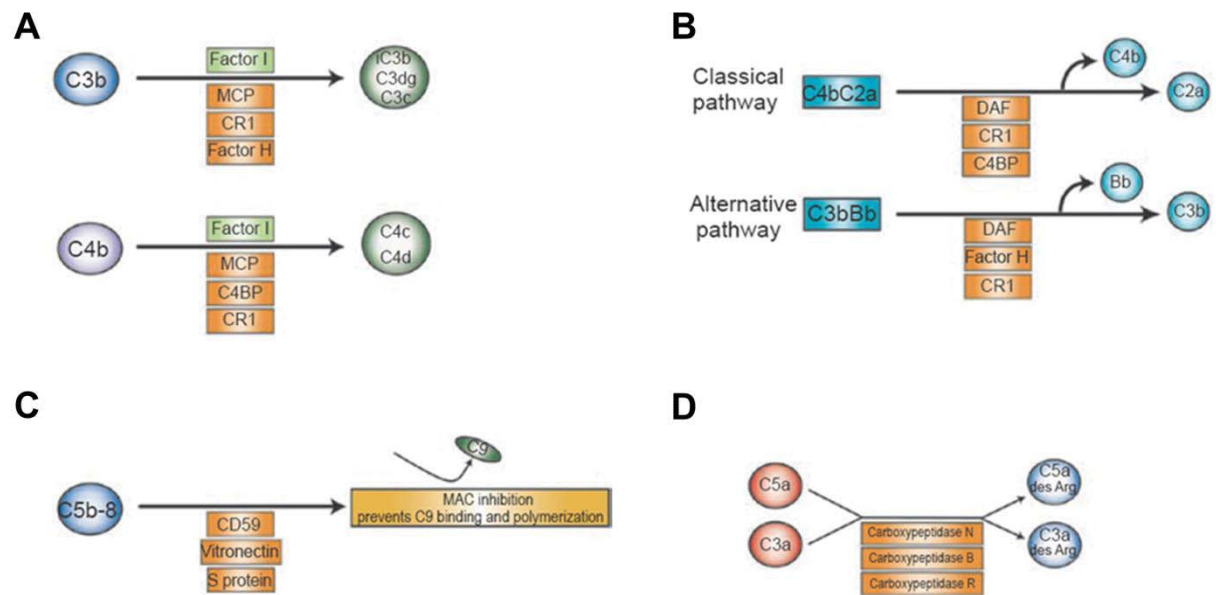 A
C3b
Factor I
MCP
CR1
Factor H
iC3b
C3dg
C3c
C4b
Factor I
MCP
C4BP
CR1
C4c
C4d
B
Classical
pathway
C4bC2a
DAF
CR1
C4BP
C4b
C2a
Alternative
pathway
C3bBb
DAF
Factor H
CR1
Bb
C3b
C
C5b-8
CD59
Vitronectin
S protein
C9
MAC inhibition
prevents C9 binding and polymerization
D
C5a
C3a
Carboxypeptidase N
Carboxypeptidase B
Carboxypeptidase R
C5a
des Arg
C3a
des Arg